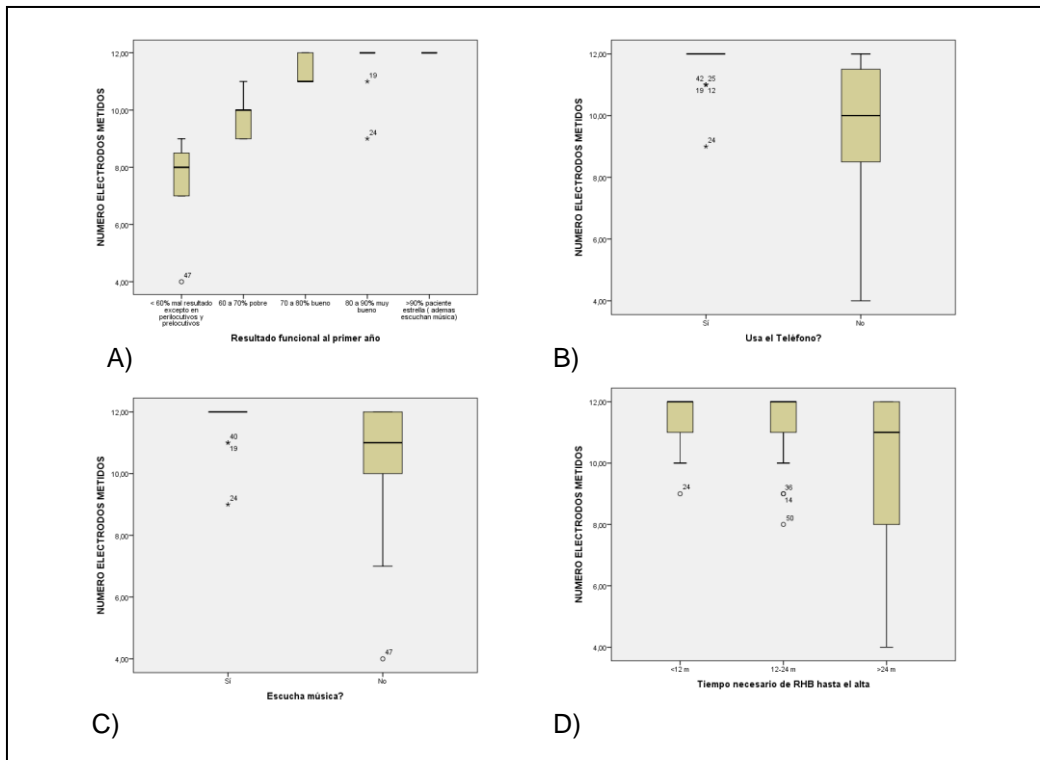 NUMERO ELECTRODOS METIDOS
12,00
10,00
8,00
6,00
4,00
19
24
47
< 60% mal resultado
excepto en
perilocutivos y
prelocutivos
60 a 70% pobre
70 a 80% bueno
80 a 90% muy
bueno
>90% paciente
estrella ( ademas
escuchan música)
Resultado funcional al primer año
A)
NUMERO ELECTRODOS METIDOS
12,00
10,00
8,00
6,00
4,00
42 25
19 12
24
Sí
No
Usa el Teléfono?
B)
NUMERO ELECTRODOS METIDOS
12,00
10,00
8,00
6,00
4,00
40
19
24
47
Sí
No
Escucha música?
C)
NUMERO ELECTRODOS METIDOS
12,00
10,00
8,00
6,00
4,00
24
36
14
50
<12 m
12-24 m
>24 m
Tiempo necesario de RHB hasta el alta
D)